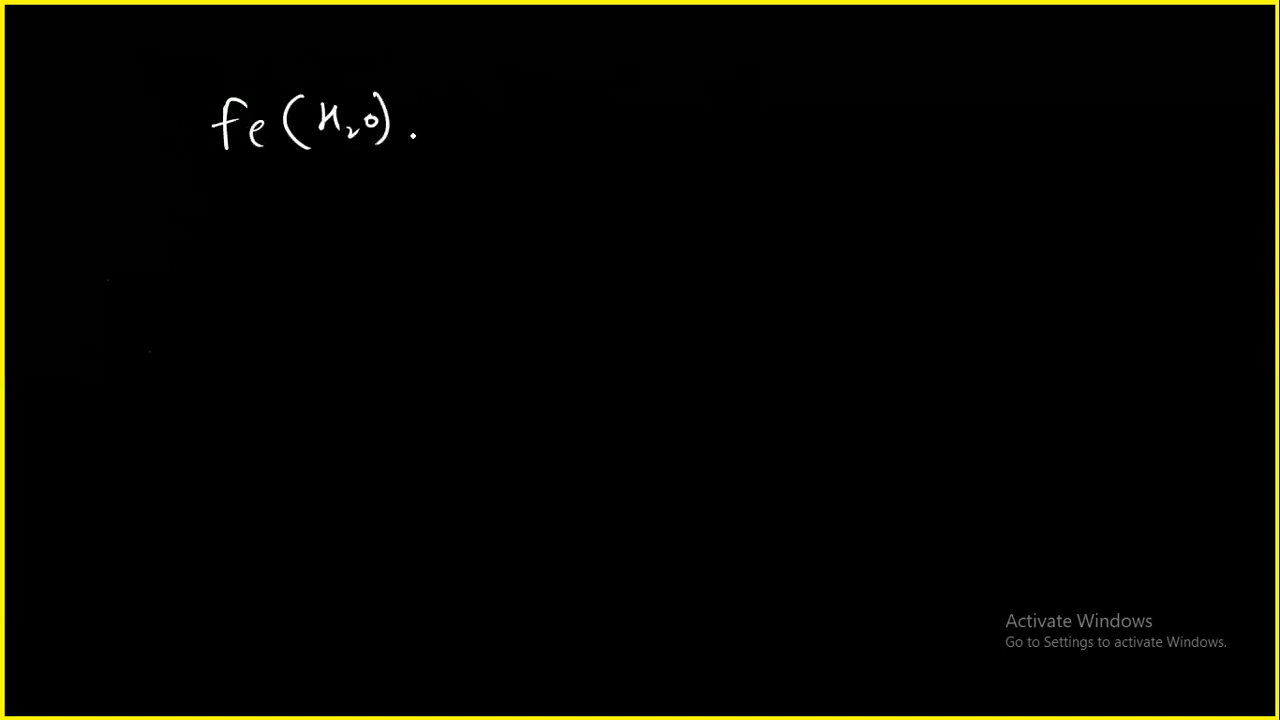 fe (H₂O) .
Activate Windows
Go to Settings to activate Windows.